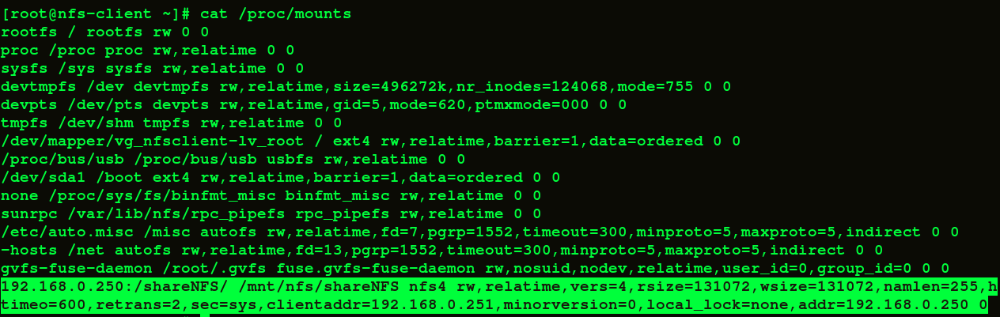 [root@nfs-client ~]# cat /proc/mounts
rootfs / rootfs rw 0 0
proc /proc proc rw,relatime 0 0
sysfs /sys sysfs rw,relatime 0 0
devtmpfs /dev devtmpfs rw,relatime,size=496272k,nr_inodes=124068,mode=755 0 0
devpts /dev/pts devpts rw,relatime,gid=5,mode=620,ptmxmode=000 0 0
tmpfs /dev/shm tmpfs rw,relatime 0 0
/dev/mapper/vg_nfsclient-lv_root / ext4 rw,relatime,barrier=1,data=ordered 0 0
/proc/bus/usb /proc/bus/usb usbfs rw,relatime 0 0
/dev/sda1 /boot ext4 rw,relatime,barrier=1,data=ordered 0 0
none /proc/sys/fs/binfmt_misc binfmt_misc rw,relatime 0 0
sunrpc /var/lib/nfs/rpc_pipefs rpc_pipefs rw,relatime 0 0
/etc/auto.misc /misc autofs rw,relatime,fd=7,pgrp=1552,timeout=300,minproto=5,maxproto=5,indirect 0 0
-hosts /net autofs rw,relatime,fd=13,pgrp=1552,timeout=300,minproto=5,maxproto=5,indirect 0 0
gvfs-fuse-daemon /root/.gvfs fuse.gvfs-fuse-daemon rw,nosuid,nodev,relatime,user_id=0,group_id=0 0 0
192.168.0.250:/shareNFS/ /mnt/nfs/shareNFS nfs4 rw,relatime,vers=4,rsize=131072,wsize=131072,namlen=255,h
timeo=600,retrans=2,sec=sys,clientaddr=192.168.0.251,minorversion=0,local_lock=none,addr=192.168.0.250 0